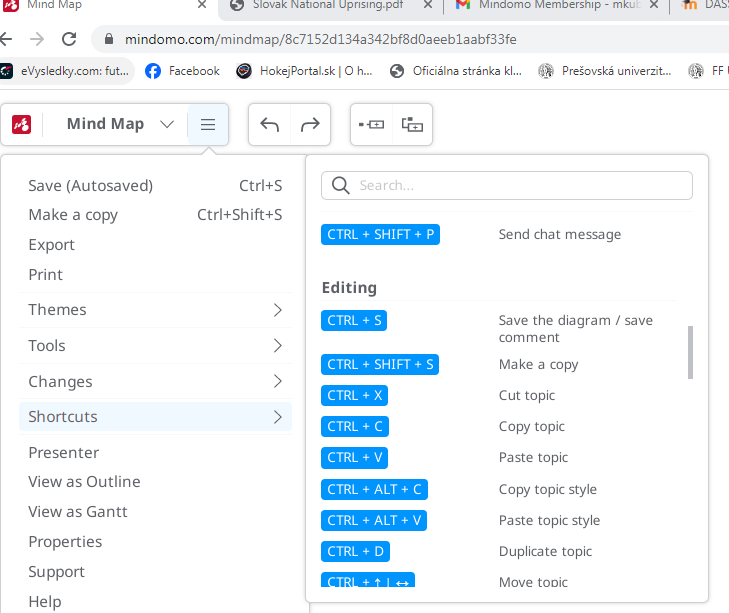 Mind Map
Slovak National Uprising.pdf
Mindomo Membership - mkub
DASS
mindomo.com/mindmap/8c7152d134a342bf8d0aeeb1aabf33fe
eVysledky.com: fut...
Facebook
HokejPortal.sk | O h...
Oficiálna stránka kl...
Prešovská univerzit...
FF U
Mind Map
Save (Autosaved) Ctrl+S
Make a copy Ctrl+Shift+S
Export
Print
Themes
Tools
Changes
Shortcuts
Presenter
View as Outline
View as Gantt
Properties
Support
Help
Search...
CTRL + SHIFT + P Send chat message
Editing
CTRL + S Save the diagram / save
comment
CTRL + SHIFT + S Make a copy
CTRL + X Cut topic
CTRL + C Copy topic
CTRL + V Paste topic
CTRL + ALT + C Copy topic style
CTRL + ALT + V Paste topic style
CTRL + D Duplicate topic
CTRL + ↑ ↓ ↔ Move topic